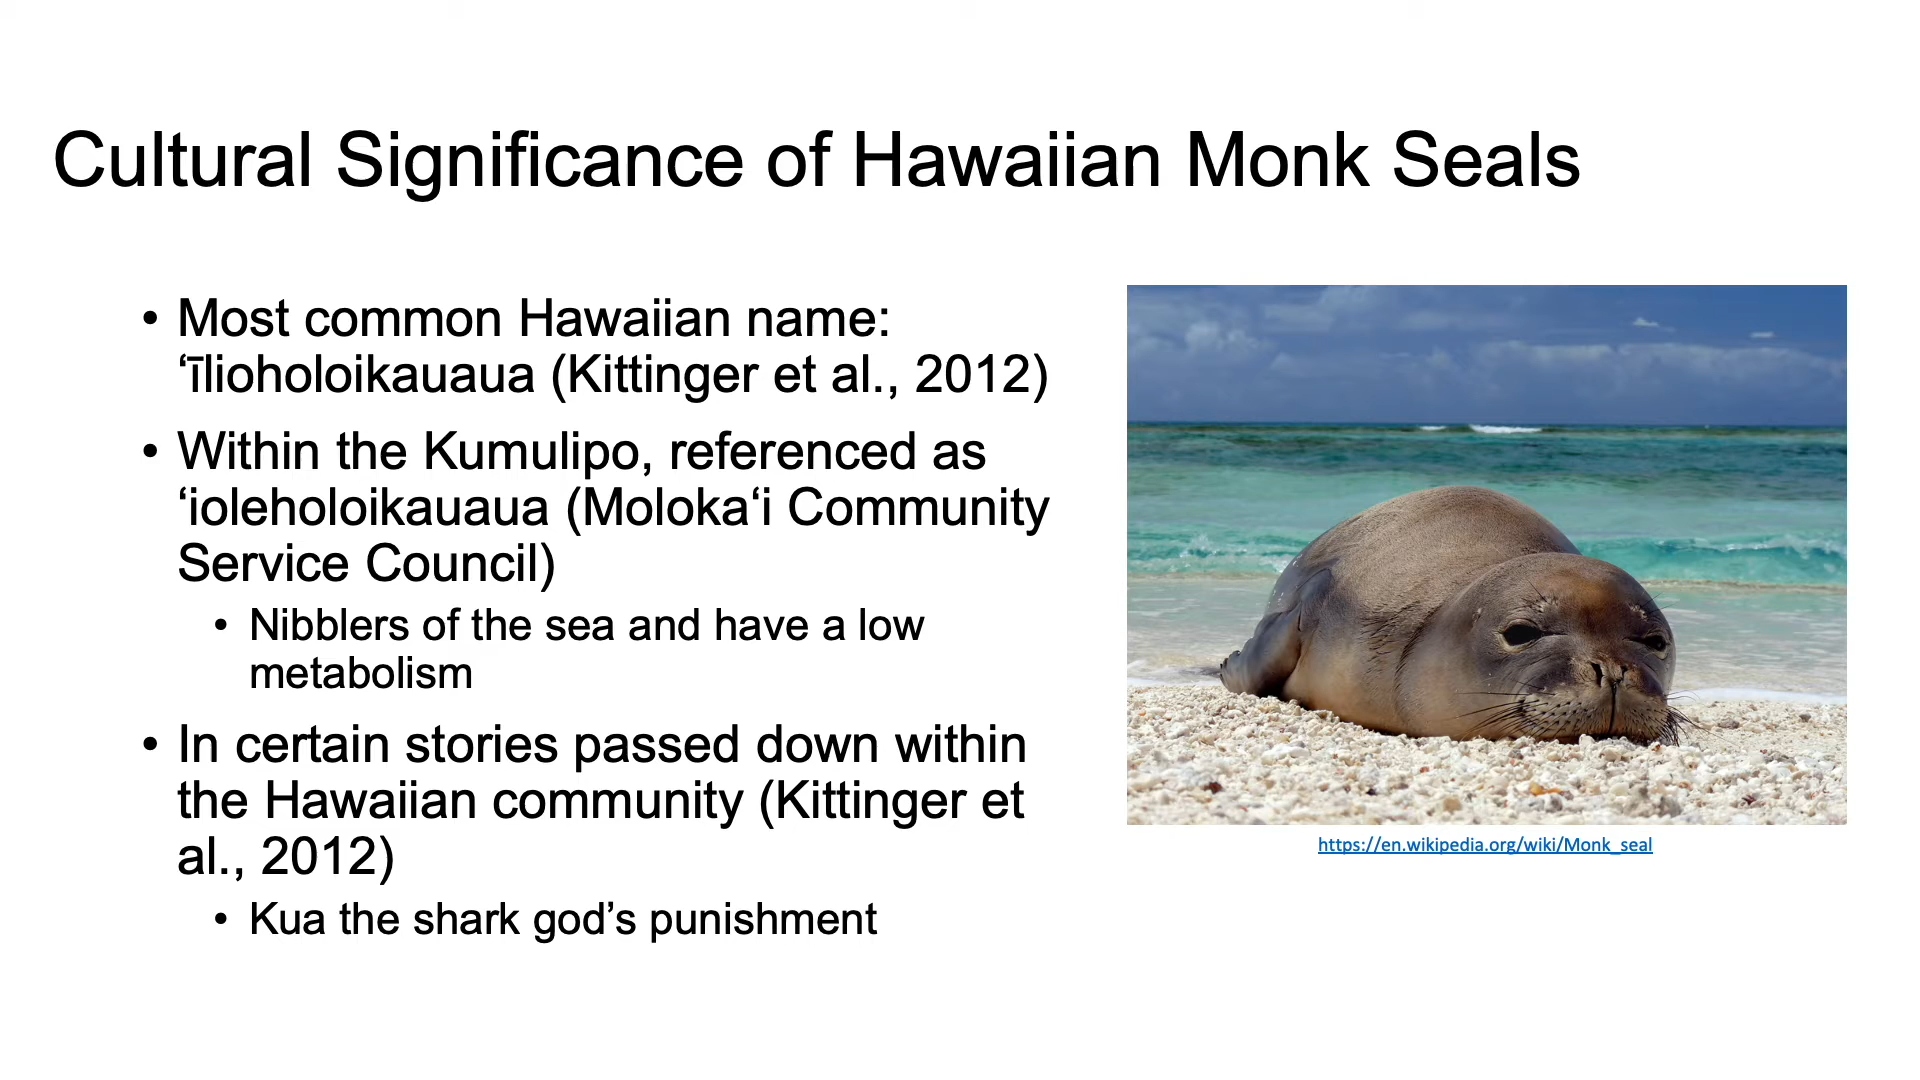 Cultural Significance of Hawaiian Monk Seals
• Most common Hawaiian name:
ʻīlioholoikauaua (Kittinger et al., 2012)
• Within the Kumulipo, referenced as
ʻioleholoikauaua (Molokaʻi Community
Service Council)
• Nibblers of the sea and have a low
metabolism
• In certain stories passed down within
the Hawaiian community (Kittinger et
al., 2012)
• Kua the shark god’s punishment
https://en.wikipedia.org/wiki/Monk_seal